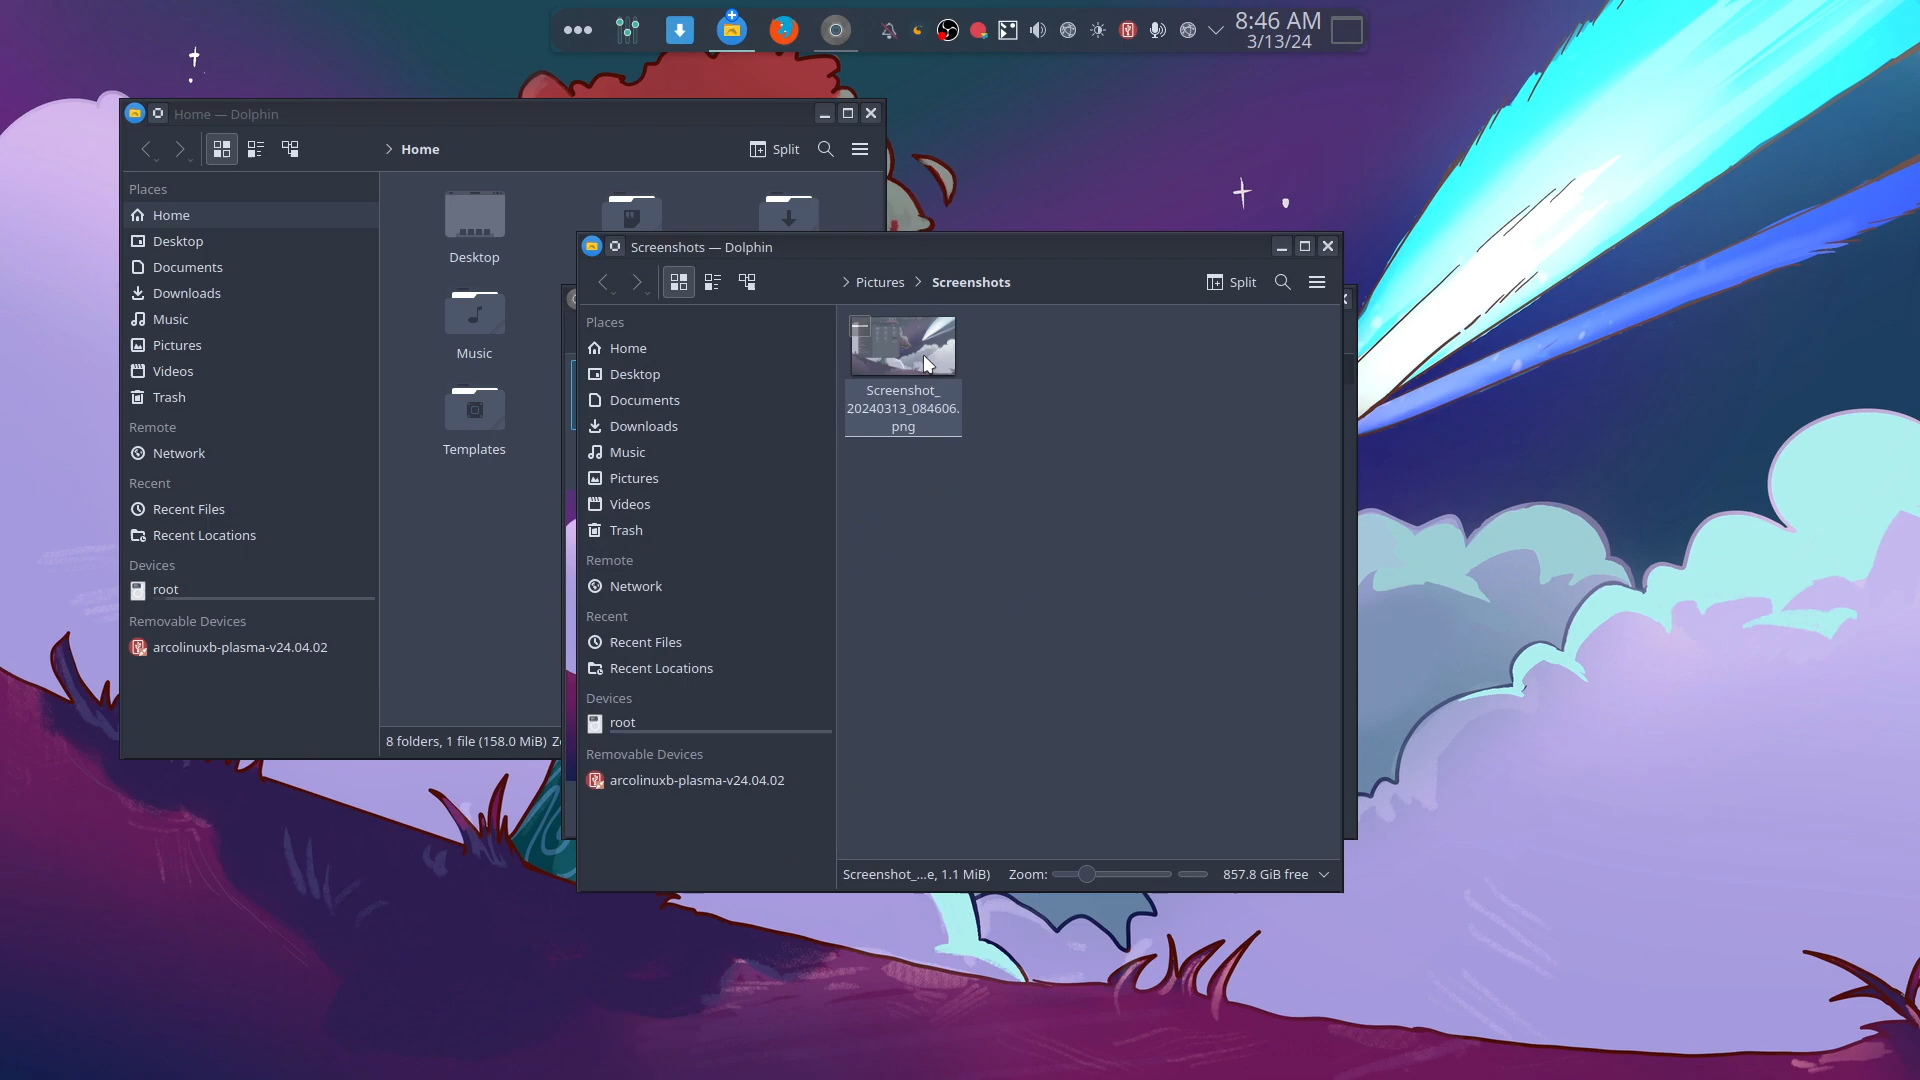 8:46 AM
3/13/24
Home — Dolphin
Home
Split
Places
Home
Desktop
Documents
Downloads
Music
Pictures
Videos
Trash
Remote
Network
Recent
Recent Files
Recent Locations
Devices
root
Removable Devices
arcolinuxb-plasma-v24.04.02
Desktop
Music
Templates
8 folders, 1 file (158.0 MiB)
Screenshots — Dolphin
Pictures
Screenshots
Split
Places
Home
Desktop
Documents
Downloads
Music
Pictures
Videos
Trash
Remote
Network
Recent
Recent Files
Recent Locations
Devices
root
Removable Devices
arcolinuxb-plasma-v24.04.02
Screenshot_
20240313_084606.
png
Screenshot_...e, 1.1 MiB)
Zoom:
857.8 GiB free